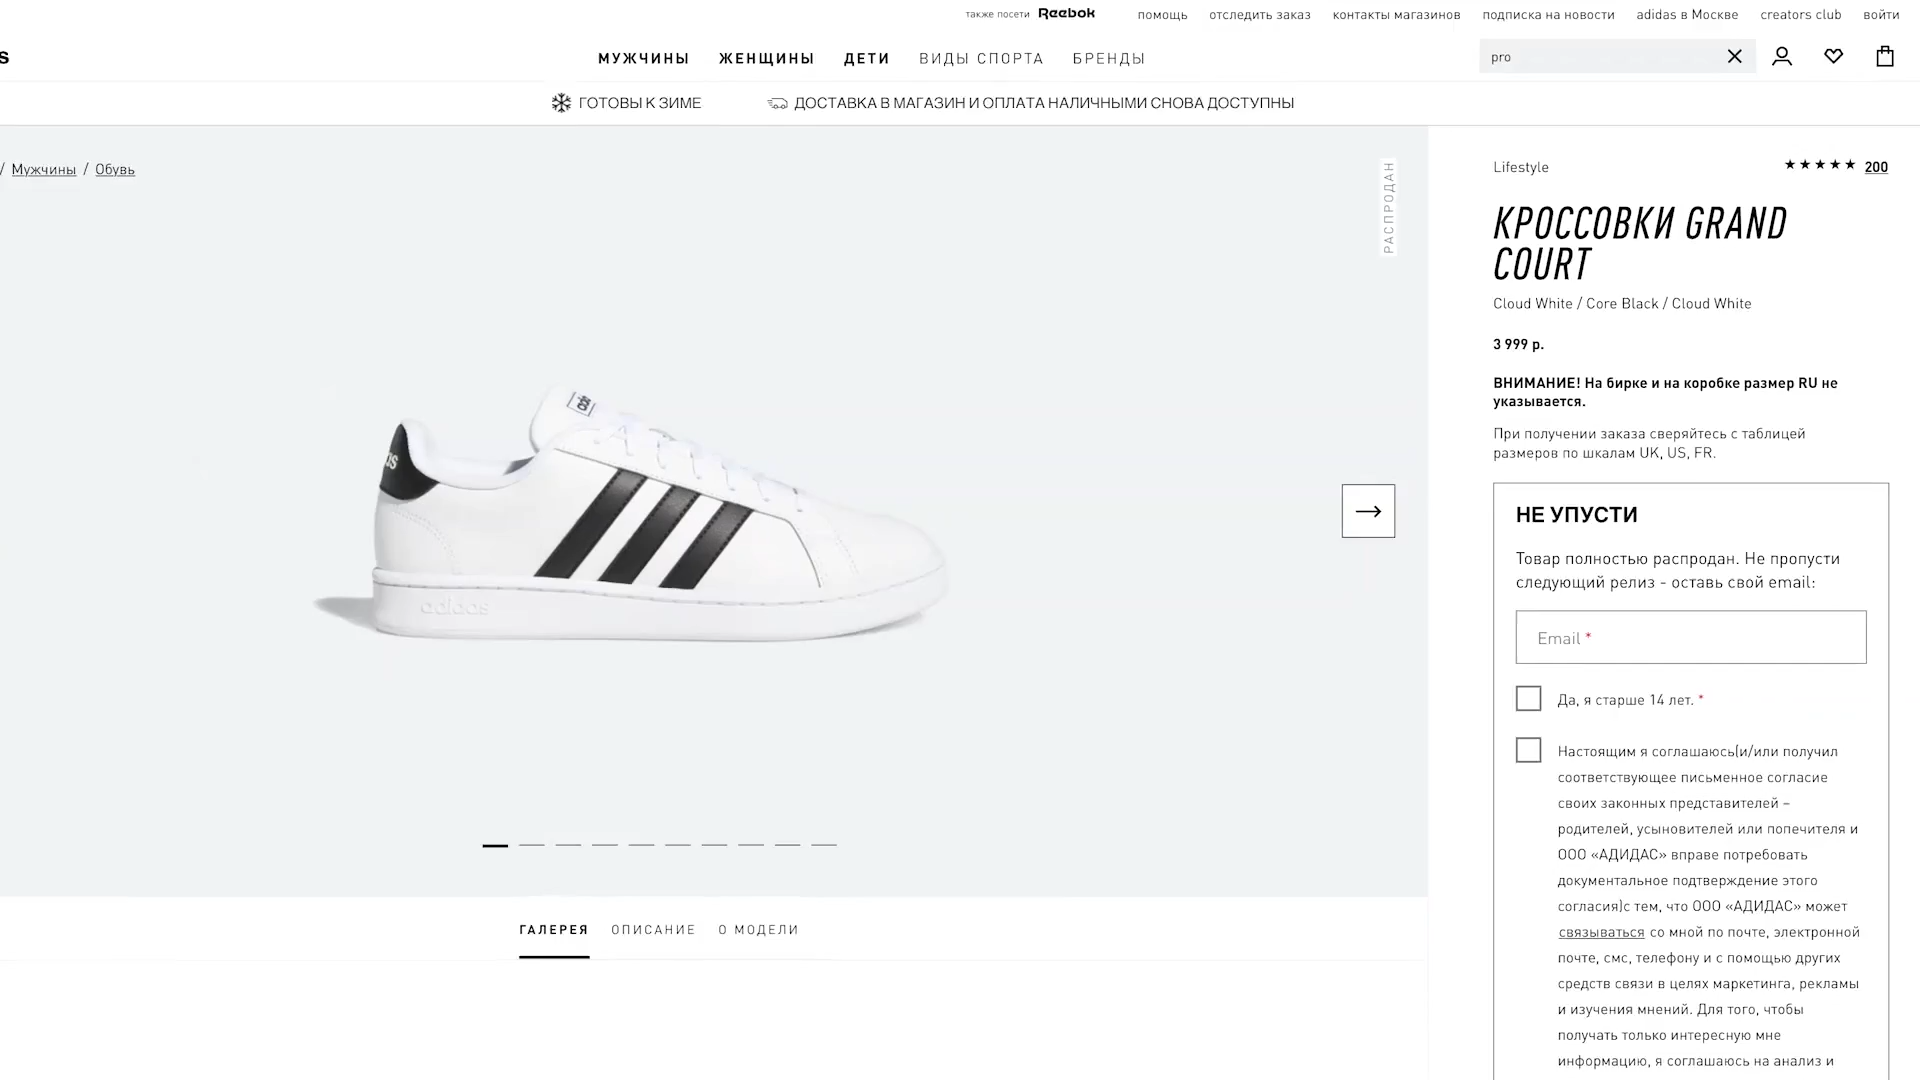 также посети Reebok помощь отследить заказ контакты магазинов подписка на новости adidas в Москве creators club войти
s МУЖЧИНЫ ЖЕНЩИНЫ ДЕТИ ВИДЫ СПОРТА БРЕНДЫ pro
ГОТОВЫ К ЗИМЕ ДОСТАВКА В МАГАЗИН И ОПЛАТА НАЛИЧНЫМИ СНОВА ДОСТУПНЫ
/ Мужчины / Обувь
РАСПРОДАН
adidas
Lifestyle ★★★★★ 200
КРОССОВКИ GRAND
COURT
Cloud White / Core Black / Cloud White
3 999 р.
ВНИМАНИЕ! На бирке и на коробке размер RU не
указывается.
При получении заказа сверяйтесь с таблицей
размеров по шкалам UK, US, FR.
НЕ УПУСТИ
Товар полностью распродан. Не пропусти
следующий релиз - оставь свой email:
Email *
Да, я старше 14 лет. *
Настоящим я соглашаюсь(и/или получил
соответствующее письменное согласие
своих законных представителей –
родителей, усыновителей или попечителя и
ООО «АДИДАС» вправе потребовать
документальное подтверждение этого
согласия)с тем, что ООО «АДИДАС» может
связываться со мной по почте, электронной
почте, смс, телефону и с помощью других
средств связи в целях маркетинга, рекламы
и изучения мнений. Для того, чтобы
получать только интересную мне
информацию, я соглашаюсь на анализ и
ГАЛЕРЕЯ ОПИСАНИЕ О МОДЕЛИ